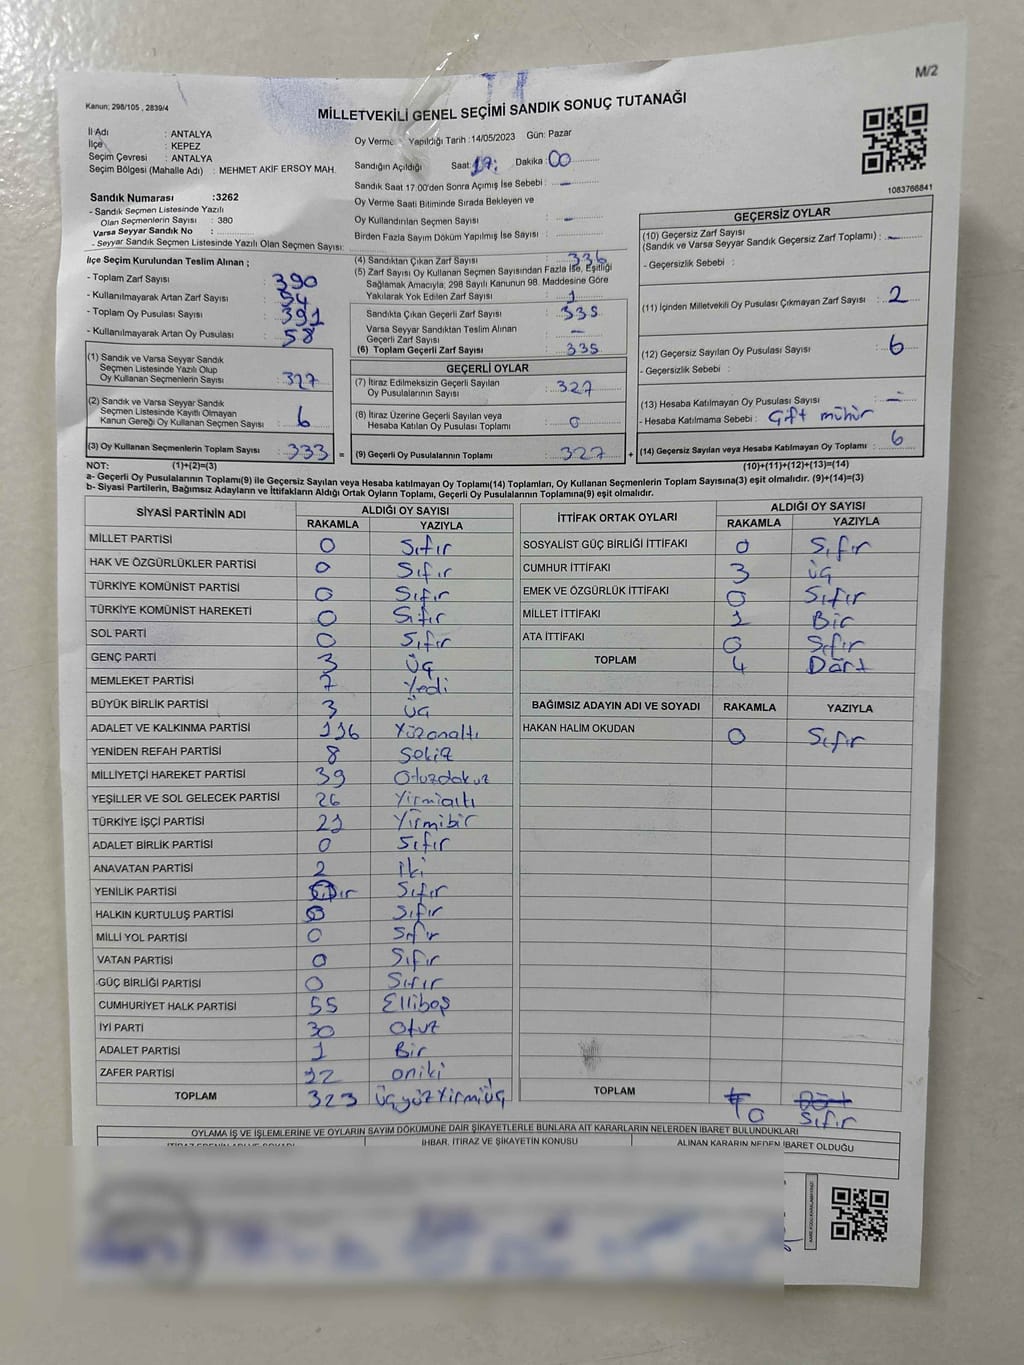 M/2
Kanun; 298/105 , 2839/4
MİLLETVEKİLİ GENEL SEÇİMİ SANDIK SONUÇ TUTANAĞI
İl Adı : ANTALYA
İlçe : KEPEZ
Seçim Çevresi : ANTALYA
Seçim Bölgesi (Mahalle Adı) : MEHMET AKİF ERSOY MAH.
Oy Verme Yapıldığı Tarih :14/05/2023 Gün: Pazar
Sandığın Açıldığı Saat: 17: Dakika : 00
Sandık Saat 17.00'den Sonra Açımış İse Sebebi : -
Oy Verme Saati Bitiminde Sırada Bekleyen ve
Oy Kullandırılan Seçmen Sayısı : -
Birden Fazla Sayım Döküm Yapılmış İse Sayısı :
1083766841
Sandık Numarası :3262
- Sandık Seçmen Listesinde Yazılı
Olan Seçmenlerin Sayısı : 380
Varsa Seyyar Sandık No :
- Seyyar Sandık Seçmen Listesinde Yazılı Olan Seçmen Sayısı:
İlçe Seçim Kurulundan Teslim Alınan ;
- Toplam Zarf Sayısı : 390
- Kullanılmayarak Artan Zarf Sayısı : 54
- Toplam Oy Pusulası Sayısı : 391
- Kullanılmayarak Artan Oy Pusulası : 58
(1) Sandık ve Varsa Seyyar Sandık
Seçmen Listesinde Yazılı Olup
Oy Kullanan Seçmenlerin Sayısı : 327
(2) Sandık ve Varsa Seyyar Sandık
Seçmen Listesinde Kayıtlı Olmayan
Kanun Gereği Oy Kullanan Seçmen Sayısı : 6
(3) Oy Kullanan Seçmenlerin Toplam Sayısı : 333 =
(4) Sandıktan Çıkan Zarf Sayısı : 336
(5) Zarf Sayısı Oy Kullanan Seçmen Sayısından Fazla İse, Eşitliği
Sağlamak Amacıyla; 298 Sayılı Kanunun 98. Maddesine Göre
Yakılarak Yok Edilen Zarf Sayısı : 1
Sandıkta Çıkan Geçerli Zarf Sayısı : 335
Varsa Seyyar Sandıktan Teslim Alınan
Geçerli Zarf Sayısı : -
(6) Toplam Geçerli Zarf Sayısı : 335
GEÇERLİ OYLAR
(7) İtiraz Edilmeksizin Geçerli Sayılan
Oy Pusulalarının Sayısı : 327
(8) İtiraz Üzerine Geçerli Sayılan veya
Hesaba Katılan Oy Pusulası Toplamı : 0
(9) Geçerli Oy Pusulalarının Toplamı : 327 +
GEÇERSİZ OYLAR
(10) Geçersiz Zarf Sayısı
(Sandık ve Varsa Seyyar Sandık Geçersiz Zarf Toplamı) : -
- Geçersizlik Sebebi :
(11) İçinden Milletvekili Oy Pusulası Çıkmayan Zarf Sayısı : 2
(12) Geçersiz Sayılan Oy Pusulası Sayısı : 6
- Geçersizlik Sebebi :
(13) Hesaba Katılmayan Oy Pusulası Sayısı : -
- Hesaba Katılmama Sebebi : Çift mühür
(14) Geçersiz Sayılan veya Hesaba Katılmayan Oy Toplamı : 6
NOT: (1)+(2)=(3) (10)+(11)+(12)+(13)=(14)
a- Geçerli Oy Pusulalarının Toplamı(9) ile Geçersiz Sayılan veya Hesaba katılmayan Oy Toplamı(14) Toplamları, Oy Kullanan Seçmenlerin Toplam Sayısına(3) eşit olmalıdır. (9)+(14)=(3)
b- Siyasi Partilerin, Bağımsız Adayların ve İttifakların Aldığı Ortak Oyların Toplamı, Geçerli Oy Pusulalarının Toplamına(9) eşit olmalıdır.
SİYASİ PARTİNİN ADI ALDIĞI OY SAYISI
RAKAMLA YAZIYLA
MİLLET PARTİSİ 0 Sıfır
HAK VE ÖZGÜRLÜKLER PARTİSİ 0 Sıfır
TÜRKİYE KOMÜNİST PARTİSİ 0 Sıfır
TÜRKİYE KOMÜNİST HAREKETİ 0 Sıfır
SOL PARTİ 0 Sıfır
GENÇ PARTİ 3 Üç
MEMLEKET PARTİSİ 7 Yedi
BÜYÜK BİRLİK PARTİSİ 3 Üç
ADALET VE KALKINMA PARTİSİ 116 Yüzonaltı
YENİDEN REFAH PARTİSİ 8 Sekiz
MİLLİYETÇİ HAREKET PARTİSİ 39 Otuzdokuz
YEŞİLLER VE SOL GELECEK PARTİSİ 26 Yirmialtı
TÜRKİYE İŞÇİ PARTİSİ 21 Yirmibir
ADALET BİRLİK PARTİSİ 0 Sıfır
ANAVATAN PARTİSİ 2 İki
YENİLİK PARTİSİ Sıfır
HALKIN KURTULUŞ PARTİSİ 0 Sıfır
MİLLİ YOL PARTİSİ 0 Sıfır
VATAN PARTİSİ 0 Sıfır
GÜÇ BİRLİĞİ PARTİSİ 0 Sıfır
CUMHURİYET HALK PARTİSİ 55 Ellibeş
İYİ PARTİ 30 Otuz
ADALET PARTİSİ 1 Bir
ZAFER PARTİSİ 12 oniki
TOPLAM 323 Üçyüzyirmiüç
İTTİFAK ORTAK OYLARI ALDIĞI OY SAYISI
RAKAMLA YAZIYLA
SOSYALİST GÜÇ BİRLİĞİ İTTİFAKI 0 Sıfır
CUMHUR İTTİFAKI 3 üç
EMEK VE ÖZGÜRLÜK İTTİFAKI 0 Sıfır
MİLLET İTTİFAKI 1 Bir
ATA İTTİFAKI 0 Sıfır
TOPLAM 4 Dört
BAĞIMSIZ ADAYIN ADI VE SOYADI RAKAMLA YAZIYLA
HAKAN HALİM OKUDAN 0 Sıfır
TOPLAM 0 Sıfır
OYLAMA İŞ VE İŞLEMLERİNE VE OYLARIN SAYIM DÖKÜMÜNE DAİR ŞİKAYETLERLE BUNLARA AİT KARARLARIN NELERDEN İBARET BULUNDUKLARI
İHBAR, İTİRAZ VE ŞİKAYETİN KONUSU ALINAN KARARIN NEDEN İBARET OLDUĞU